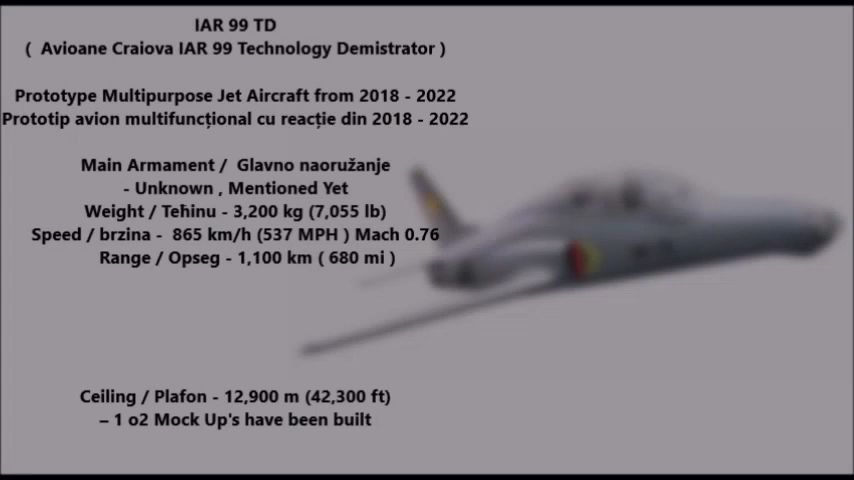 IAR 99 TD
( Avioane Craiova IAR 99 Technology Demistrator )
Prototype Multipurpose Jet Aircraft from 2018 - 2022
Prototip avion multifuncțional cu reacție din 2018 - 2022
Main Armament / Glavno naoružanje
- Unknown , Mentioned Yet
Weight / Teħinu - 3,200 kg (7,055 lb)
Speed / brzina - 865 km/h (537 MPH ) Mach 0.76
Range / Opseg - 1,100 km ( 680 mi )
Ceiling / Plafon - 12,900 m (42,300 ft)
– 1 o2 Mock Up's have been built